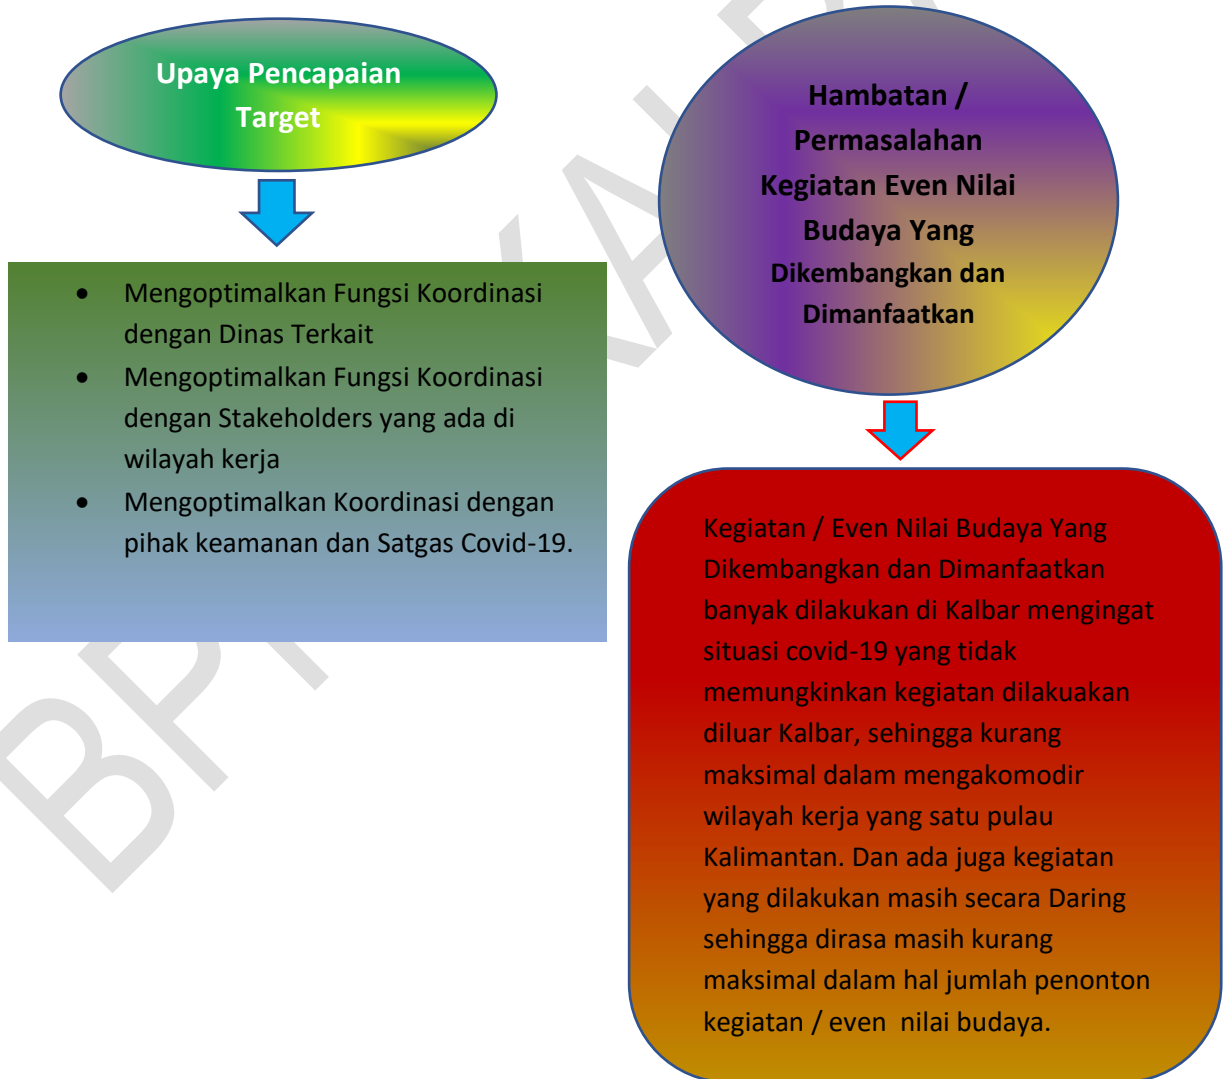 Upaya Pencapaian
Target
• Mengoptimalkan Fungsi Koordinasi
dengan Dinas Terkait
• Mengoptimalkan Fungsi Koordinasi
dengan Stakeholders yang ada di
wilayah kerja
• Mengoptimalkan Koordinasi dengan
pihak keamanan dan Satgas Covid-19.
Hambatan /
Permasalahan
Kegiatan Even Nilai
Budaya Yang
Dikembangkan dan
Dimanfaatkan
Kegiatan / Even Nilai Budaya Yang
Dikembangkan dan Dimanfaatkan
banyak dilakukan di Kalbar mengingat
situasi covid-19 yang tidak
memungkinkan kegiatan dilakuakan
diluar Kalbar, sehingga kurang
maksimal dalam mengakomodir
wilayah kerja yang satu pulau
Kalimantan. Dan ada juga kegiatan
yang dilakukan masih secara Daring
sehingga dirasa masih kurang
maksimal dalam hal jumlah penonton
kegiatan / even nilai budaya.